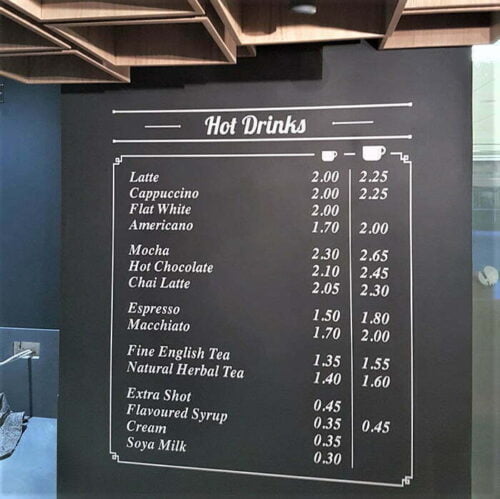 Hot Drinks
Latte 2.00 2.25
Cappuccino 2.00 2.25
Flat White 2.00
Americano 1.70 2.00
Mocha 2.30 2.65
Hot Chocolate 2.10 2.45
Chai Latte 2.05 2.30
Espresso 1.50 1.80
Macchiato 1.70 2.00
Fine English Tea 1.35 1.55
Natural Herbal Tea 1.40 1.60
Extra Shot 0.45
Flavoured Syrup 0.35 0.45
Cream 0.35
Soya Milk 0.30